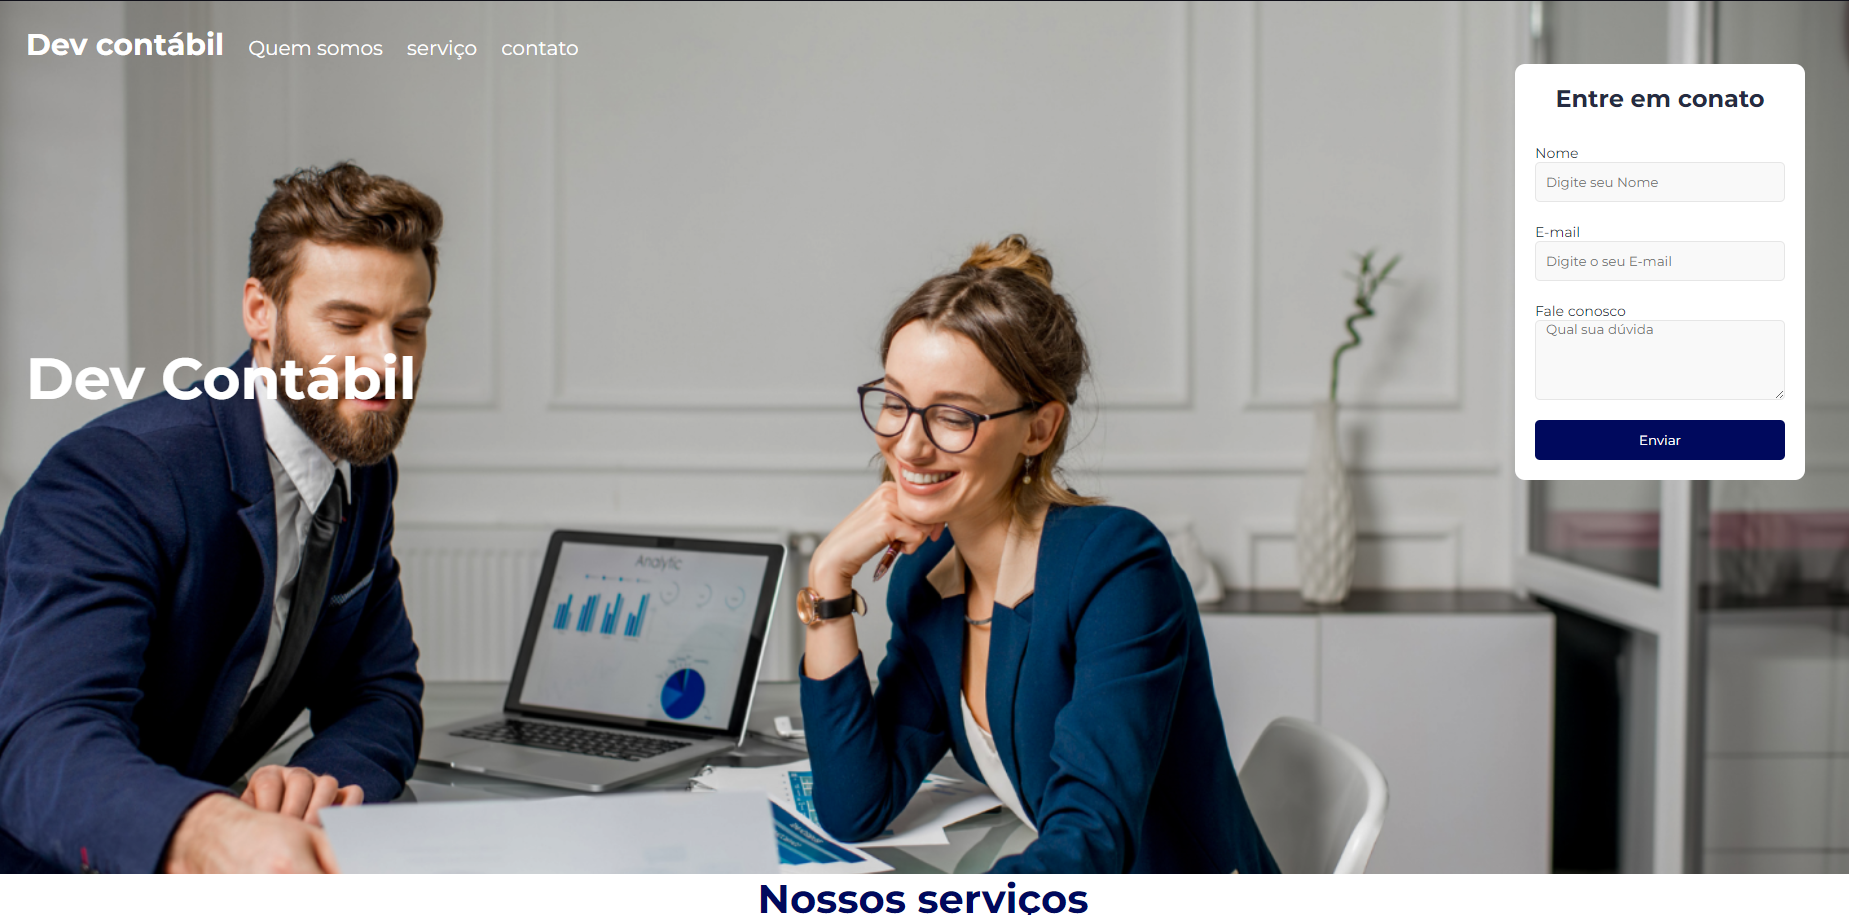 Dev contábil Quem somos serviço contato
Entre em conato
Nome
Digite seu Nome
E-mail
Digite o seu E-mail
Fale conosco
Qual sua dúvida
Enviar
Dev Contábil
Analytic
Nossos serviços